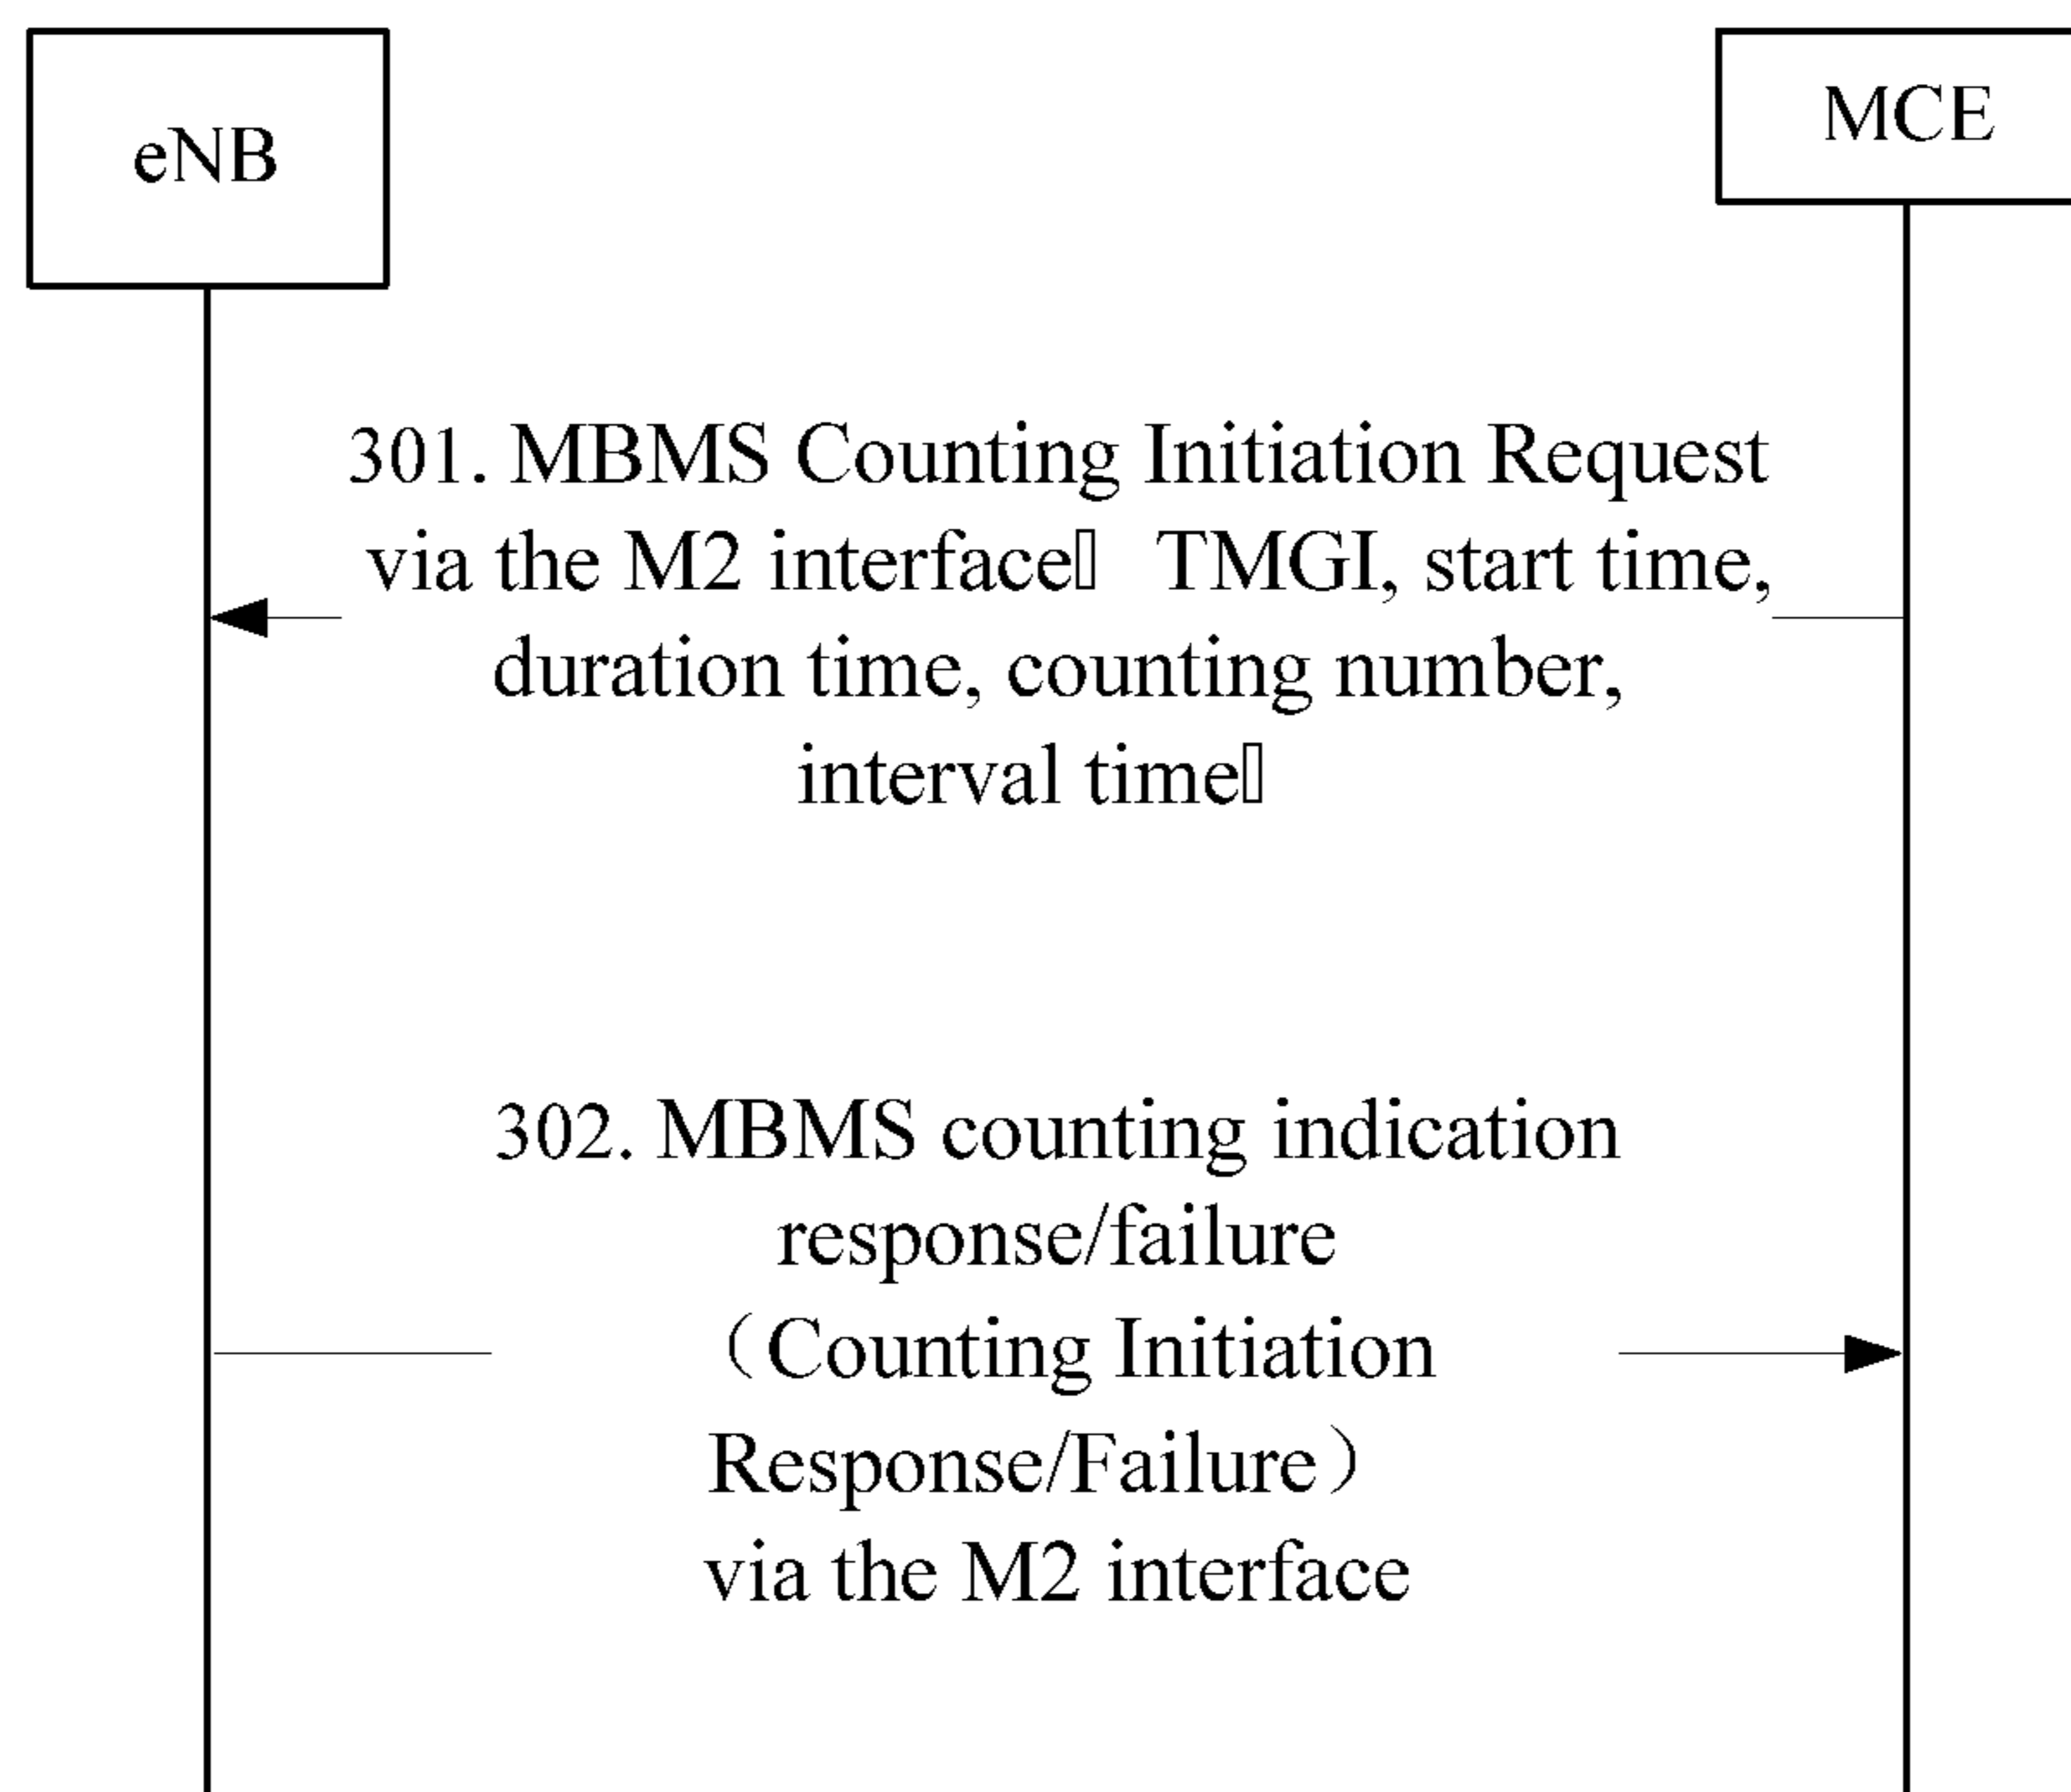 eNB
MCE
301. MBMS Counting Initiation Request
via the M2 interface▯ TMGI, start time,
duration time, counting number,
interval time▯
302. MBMS counting indication
response/failure
（Counting Initiation
Response/Failure）
via the M2 interface